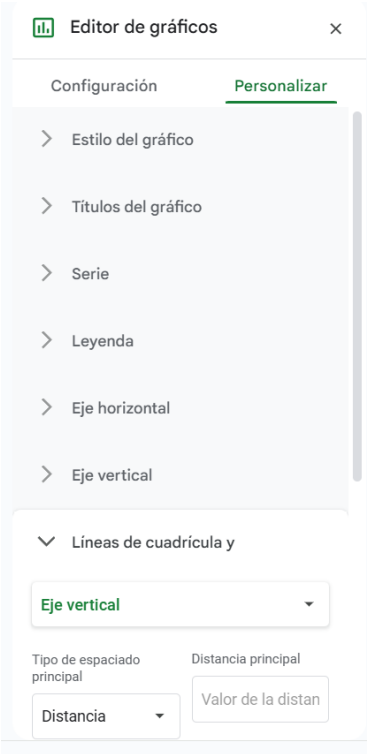 Editor de gráficos
Configuración
Personalizar
Estilo del gráfico
Títulos del gráfico
Serie
Leyenda
Eje horizontal
Eje vertical
Líneas de cuadrícula y
Eje vertical
Tipo de espaciado
principal
Distancia principal
Distancia
Valor de la distan